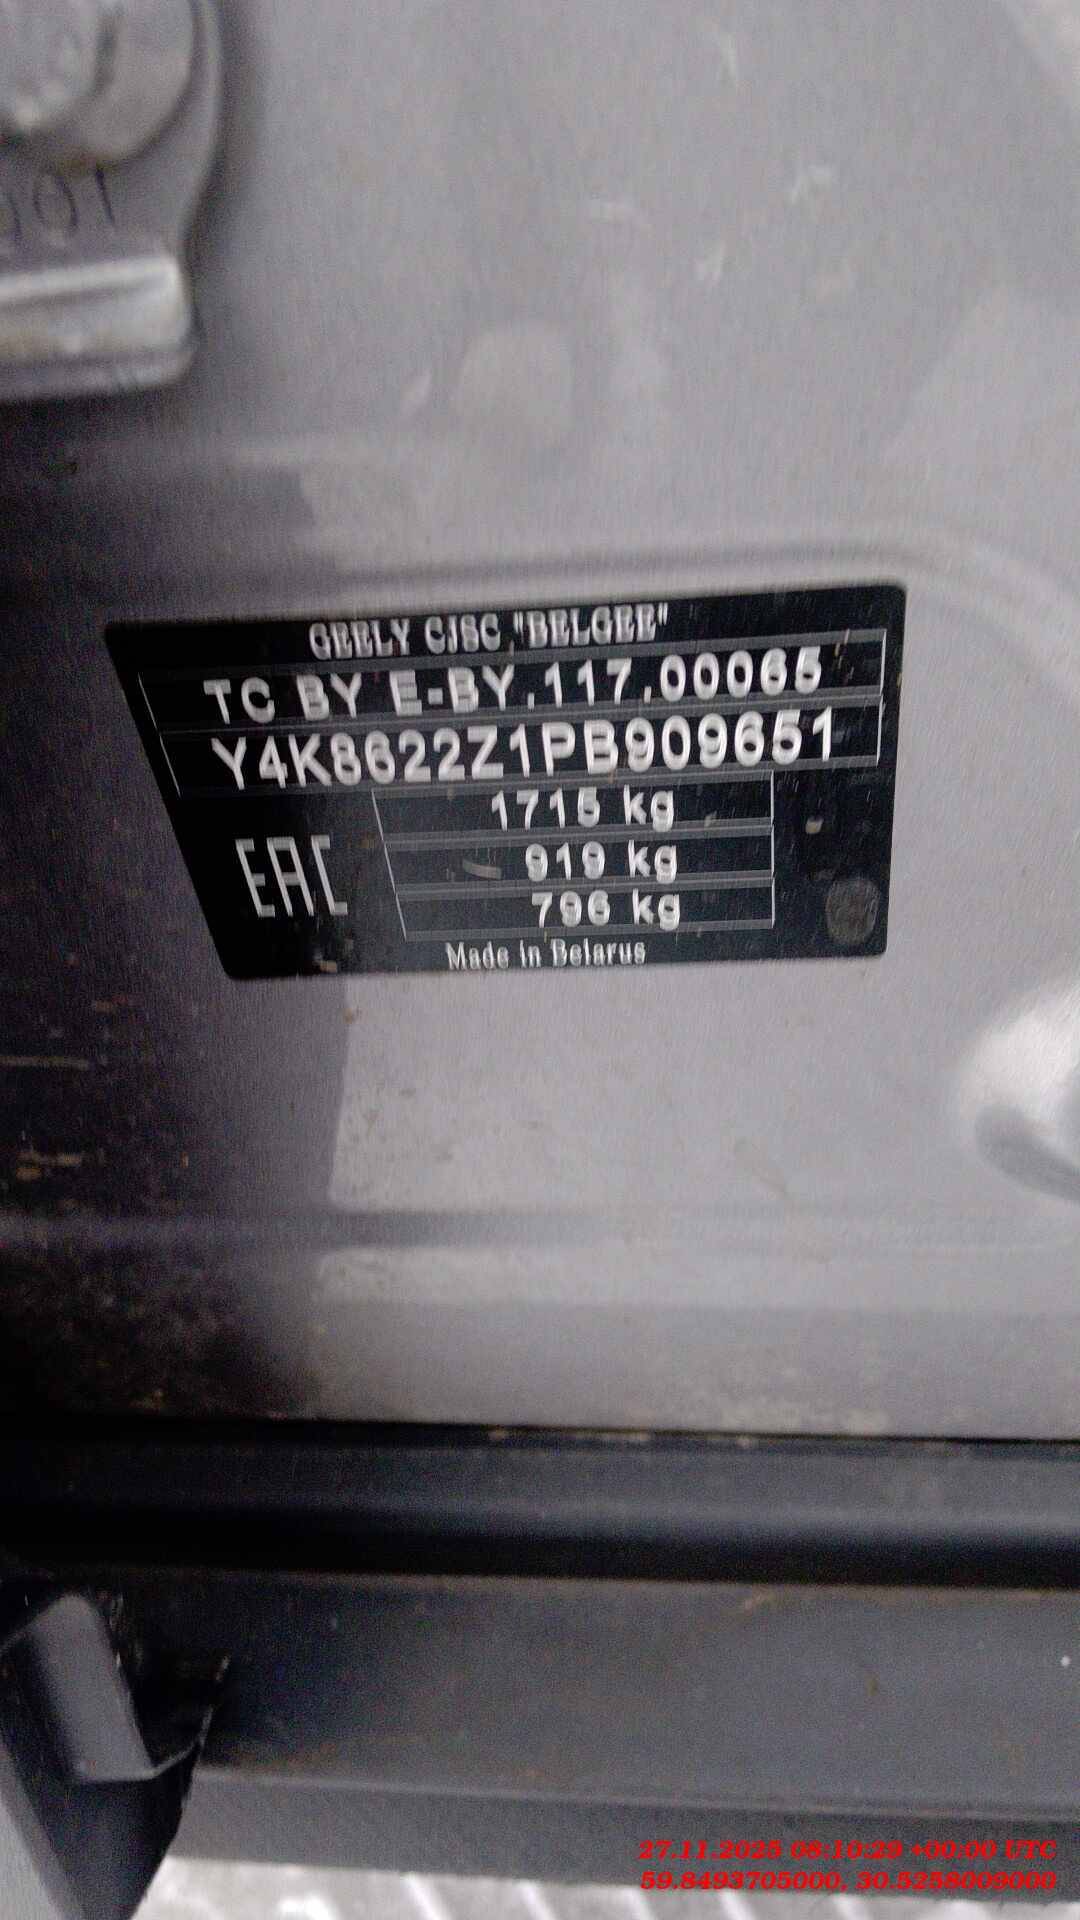 001
GEELY CJSC "BELGEE"
TC BY E-BY.117.00065
Y4K8622Z1PB909651
1715 kg
EAC
919 kg
796 kg
Made in Belarus
27.11.2025 08:10:29 +00:00 UTC
59.8493705000, 30.5258009000